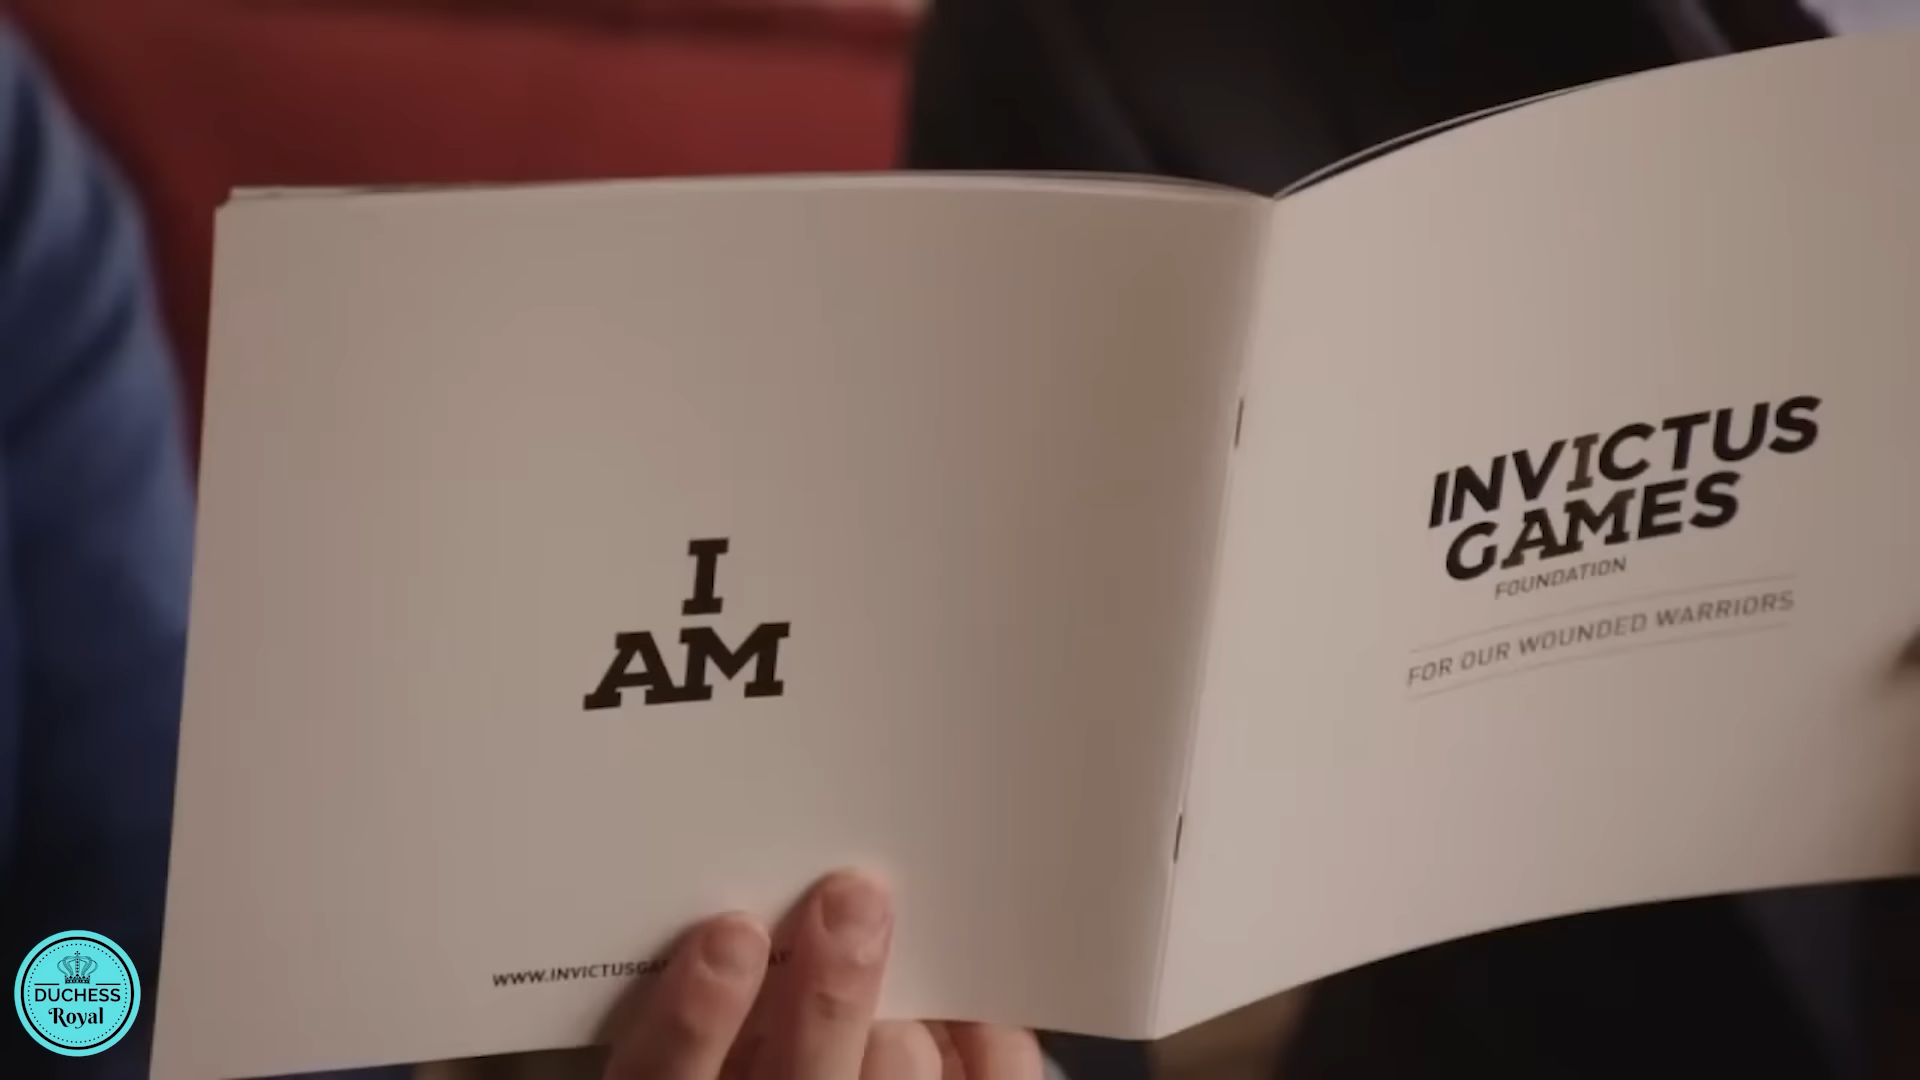 I
AM
WWW.INVICTUSGA
INVICTUS
GAMES
FOUNDATION
FOR OUR WOUNDED WARRIORS
DUCHESS
Royal